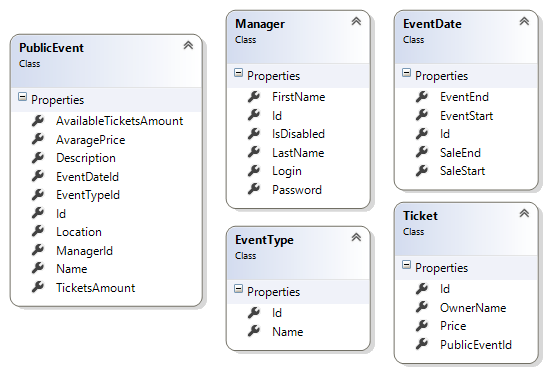 PublicEvent
Class
Properties
AvailableTicketsAmount
AvaragePrice
Description
EventDateId
EventTypeId
Id
Location
ManagerId
Name
TicketsAmount
Manager
Class
Properties
FirstName
Id
IsDisabled
LastName
Login
Password
EventType
Class
Properties
Id
Name
EventDate
Class
Properties
EventEnd
EventStart
Id
SaleEnd
SaleStart
Ticket
Class
Properties
Id
OwnerName
Price
PublicEventId